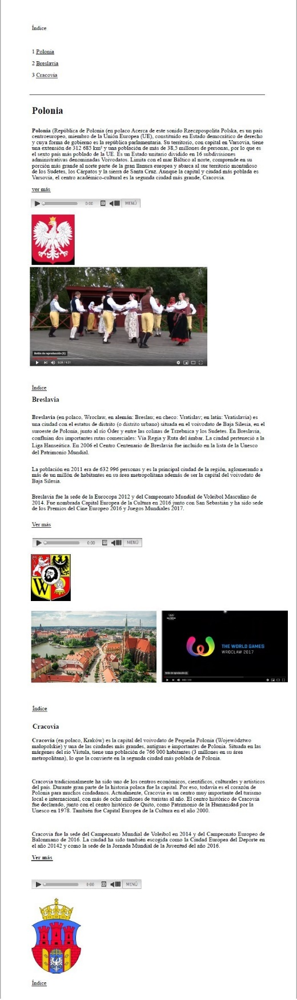 Índice
1 Polonia
2 Breslavia
3 Cracovia
Polonia
Polonia (República de Polonia (en polaco Acerca de este sonido Rzeczpospolita Polska, es un país
centroeuropeo, miembro de la Unión Europea (UE), constituido en Estado democrático de derecho
y cuya forma de gobierno es la república parlamentaria. Su territorio, con capital en Varsovia, tiene
una extensión de 312 685 km² y una población de más de 38,5 millones de personas, por lo que es
el sexto país más poblado de la UE. Es un Estado unitario dividido en 16 subdivisiones
administrativas denominadas Voivodatos. Limita con el mar Báltico al norte, comprende en su
porción más grande al norte parte de la gran llanura europea y abarca al sur territorio montañoso
de los Sudetes, los Cárpatos y la sierra de Santa Cruz. Aunque la capital y ciudad más poblada es
Varsovia, el centro académico-cultural es la segunda ciudad más grande, Cracovia.
ver más
0:00 MENÚ
Botón de reproducción (k)
Índice
Breslavia
Breslavia (en polaco, Wrocław, en alemán: Breslau; en checo: Vratislav; en latín: Vratislavia) es
una ciudad con el estatus de distrito (o distrito urbano) situada en el voivodato de Baja Silesia, en el
suroeste de Polonia, junto al río Óder y entre las colinas de Trzebnica y los Sudetes. En Breslavia,
confluían dos importantes rutas comerciales: Vía Regia y Ruta del ámbar. La ciudad perteneció a la
Liga Hanseática. En 2006 el Centro Centenario de Breslavia fue incluido en la lista de la Unesco
del Patrimonio Mundial.
La población en 2011 era de 632 996 personas y es la principal ciudad de la región, aglomerando a
más de un millón de habitantes en su área metropolitana además de ser la capital del voivodato de
Baja Silesia.
Breslavia fue la sede de la Eurocopa 2012 y del Campeonato Mundial de Voleibol Masculino de
2014. Fue nombrada Capital Europea de la Cultura en 2016 junto con San Sebastián y ha sido sede
de los Premios del Cine Europeo 2016 y Juegos Mundiales 2017.
Ver más
0:00 MENÚ
W
THE WORLD GAMES
WROCLAW 2017
Botón de reproducción (k)
Índice
Cracovia
Cracovia (en polaco, Kraków) es la capital del voivodato de Pequeña Polonia (Województwo
małopolskie) y una de las ciudades más grandes, antiguas e importantes de Polonia. Situada en las
márgenes del río Vístula, tiene una población de 766 000 habitantes (3 millones en su área
metropolitana), lo que la convierte en la segunda ciudad más poblada de Polonia.
Cracovia tradicionalmente ha sido uno de los centros económicos, científicos, culturales y artísticos
del país. Durante gran parte de la historia polaca fue la capital. Por eso, todavía es el corazón de
Polonia para muchos ciudadanos. Actualmente, Cracovia es un centro muy importante del turismo
local e internacional, con más de ocho millones de turistas al año. El centro histórico de Cracovia
fue declarado, junto con el centro histórico de Quito, como Patrimonio de la Humanidad por la
Unesco en 1978. También fue Capital Europea de la Cultura en el año 2000.
Cracovia fue la sede del Campeonato Mundial de Voleibol en 2014 y del Campeonato Europeo de
Balonmano de 2016. La ciudad ha sido también escogida como la Ciudad Europea del Deporte en
el año 20142 y como la sede de la Jornada Mundial de la Juventud del año 2016.
Ver más
0:00 MENÚ
Índice